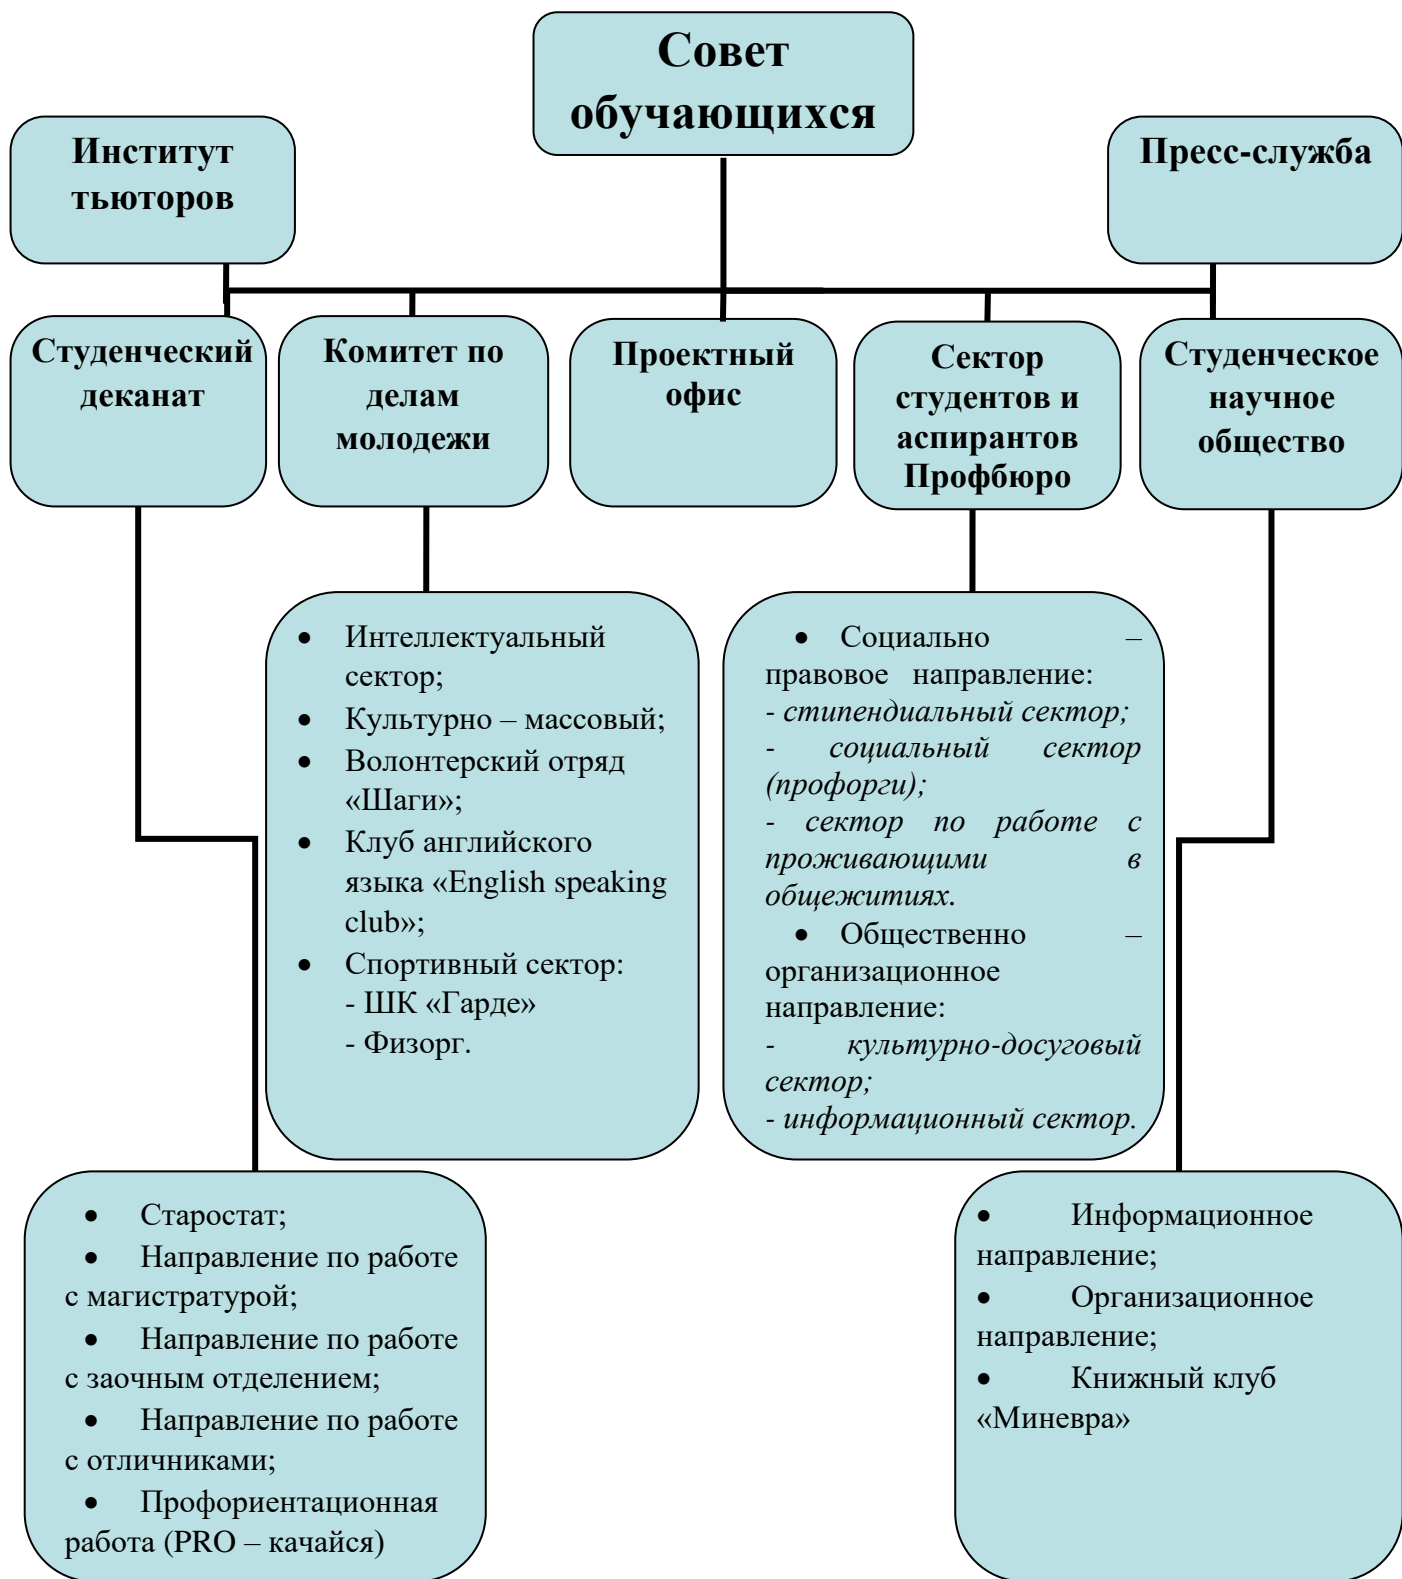 Совет
обучающихся
Институт
тьюторов
Пресс-служба
Студенческий
деканат
Комитет по
делам
молодежи
Проектный
офис
Сектор
студентов и
аспирантов
Профбюро
Студенческое
научное
общество
• Интеллектуальный
сектор;
• Культурно – массовый;
• Волонтерский отряд
«Шаги»;
• Клуб английского
языка «English speaking
club»;
• Спортивный сектор:
- ШК «Гарде»
- Физорг.
• Социально –
правовое направление:
- стипендиальный сектор;
- социальный сектор
(профорги);
- сектор по работе с
проживающими в
общежитиях.
• Общественно –
организационное
направление:
- культурно-досуговый
сектор;
- информационный сектор.
• Старостат;
• Направление по работе
с магистратурой;
• Направление по работе
с заочным отделением;
• Направление по работе
с отличниками;
• Профориентационная
работа (PRO – качайся)
• Информационное
направление;
• Организационное
направление;
• Книжный клуб
«Миневра»